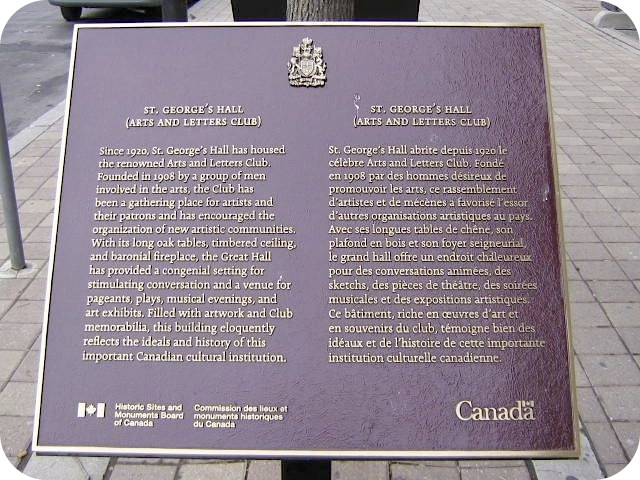 ST. GEORGE'S HALL
(ARTS AND LETTERS CLUB)
Since 1920, St. George's Hall has housed
the renowned Arts and Letters Club.
Founded in 1908 by a group of men
involved in the arts, the Club has
been a gathering place for artists and
their patrons and has encouraged the
organization of new artistic communities.
With its long oak tables, timbered ceiling,
and baronial fireplace, the Great Hall
has provided a congenial setting for
stimulating conversation and a venue for
pageants, plays, musical evenings, and
art exhibits. Filled with artwork and Club
memorabilia, this building eloquently
reflects the ideals and history of this
important Canadian cultural institution.
ST. GEORGE'S HALL
(ARTS AND LETTERS CLUB)
St. George's Hall abrite depuis 1920 le
célèbre Arts and Letters Club. Fondé
en 1908 par des hommes désireux de
promouvoir les arts, ce rassemblement
d'artistes et de mécènes a favorisé l'essor
d'autres organisations artistiques au pays.
Avec ses longues tables de chêne, son
plafond en bois et son foyer seigneurial,
le grand hall offre un endroit chaleureux
pour des conversations animées, des
sketchs, des pièces de théâtre, des soirées
musicales et des expositions artistiques.
Ce bâtiment, riche en œuvres d'art et
en souvenirs du club, témoigne bien des
idéaux et de l'histoire de cette importante
institution culturelle canadienne.
Historic Sites and
Monuments Board
of Canada
Commission des lieux et
monuments historiques
du Canada
Canada